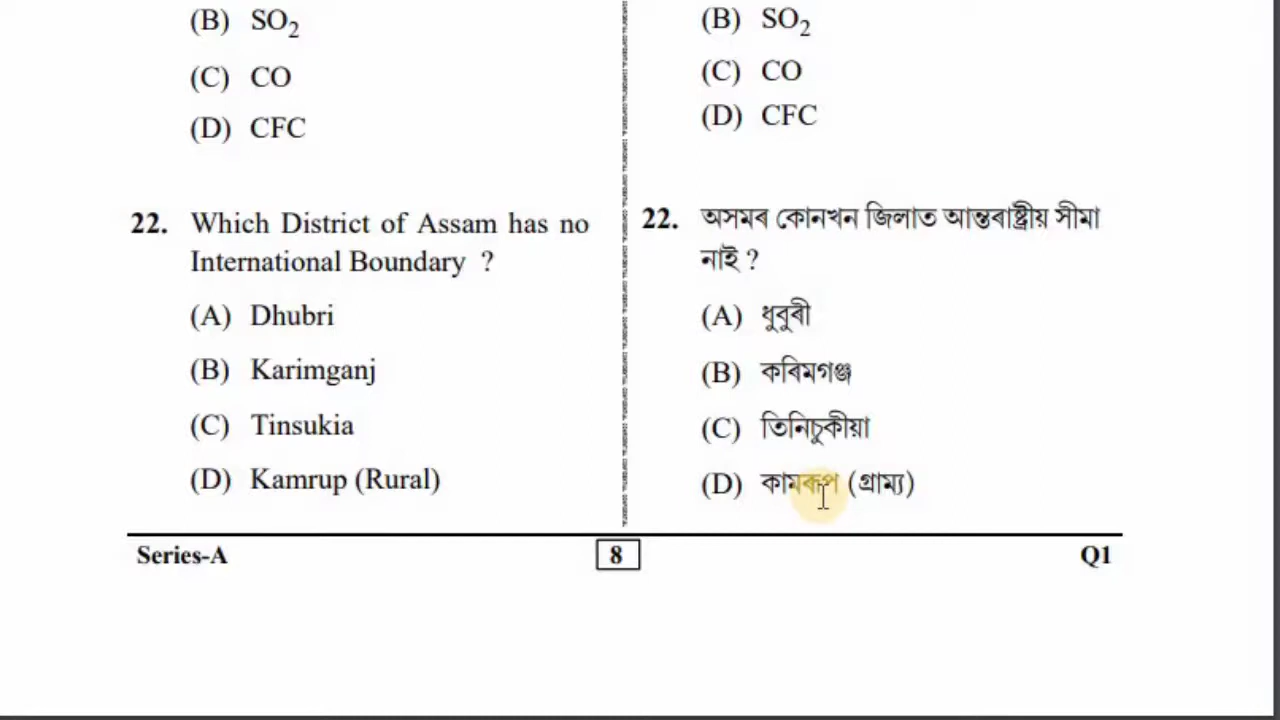 (B) SO₂
(C) CO
(D) CFC
22. Which District of Assam has no
International Boundary ?
(A) Dhubri
(B) Karimganj
(C) Tinsukia
(D) Kamrup (Rural)
(B) SO₂
(C) CO
(D) CFC
22. অসমৰ কোনখন জিলাত আন্তৰাষ্ট্ৰীয় সীমা
নাই ?
(A) ধুবুৰী
(B) কৰিমগঞ্জ
(C) তিনিচুকীয়া
(D) কামৰূপ (গ্ৰাম্য)
Series-A 8 Q1